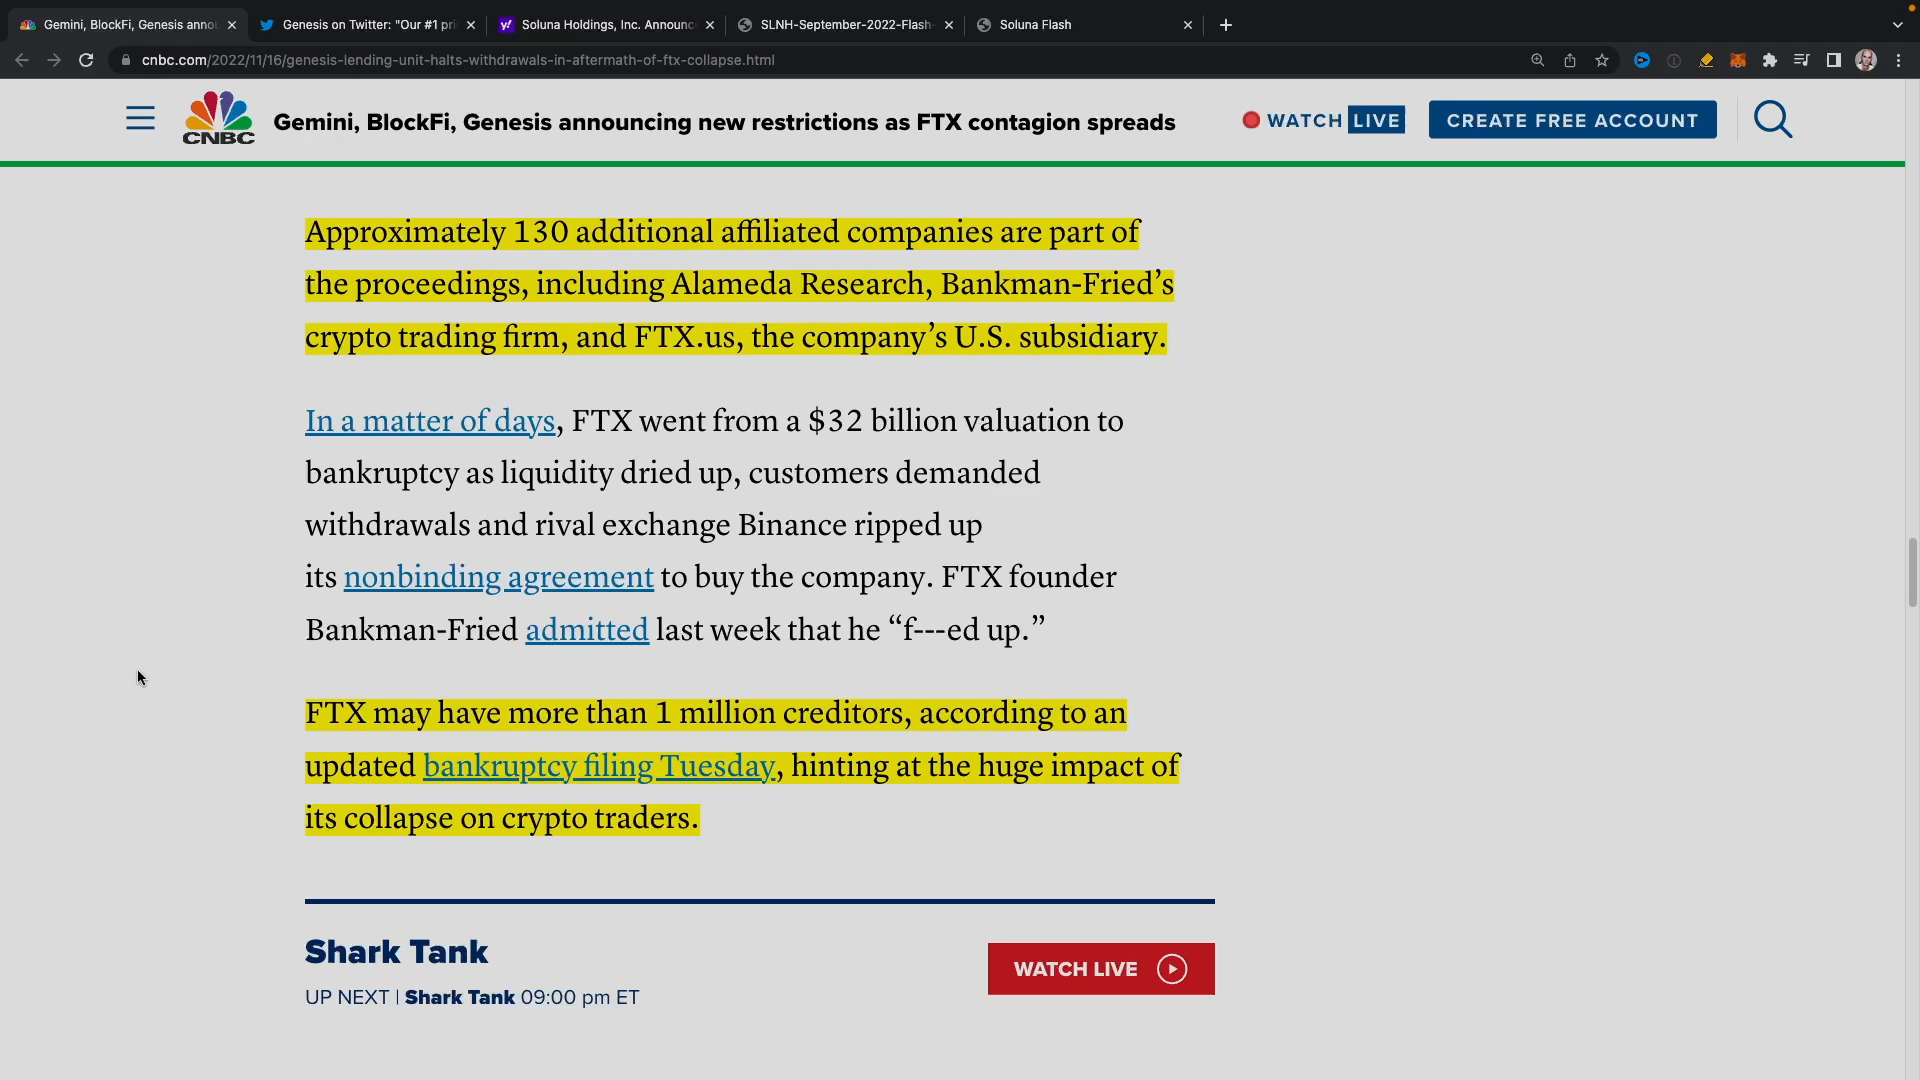 Gemini, BlockFi, Genesis annou
Genesis on Twitter: "Our #1 pri
Soluna Holdings, Inc. Announc
SLNH-September-2022-Flash-
Soluna Flash
cnbc.com/2022/11/16/genesis-lending-unit-halts-withdrawals-in-aftermath-of-ftx-collapse.html
CNBC
Gemini, BlockFi, Genesis announcing new restrictions as FTX contagion spreads
WATCH LIVE
CREATE FREE ACCOUNT
Approximately 130 additional affiliated companies are part of
the proceedings, including Alameda Research, Bankman-Fried’s
crypto trading firm, and FTX.us, the company’s U.S. subsidiary.
In a matter of days, FTX went from a $32 billion valuation to
bankruptcy as liquidity dried up, customers demanded
withdrawals and rival exchange Binance ripped up
its nonbinding agreement to buy the company. FTX founder
Bankman-Fried admitted last week that he “f---ed up.”
FTX may have more than 1 million creditors, according to an
updated bankruptcy filing Tuesday, hinting at the huge impact of
its collapse on crypto traders.
Shark Tank
WATCH LIVE
UP NEXT | Shark Tank 09:00 pm ET